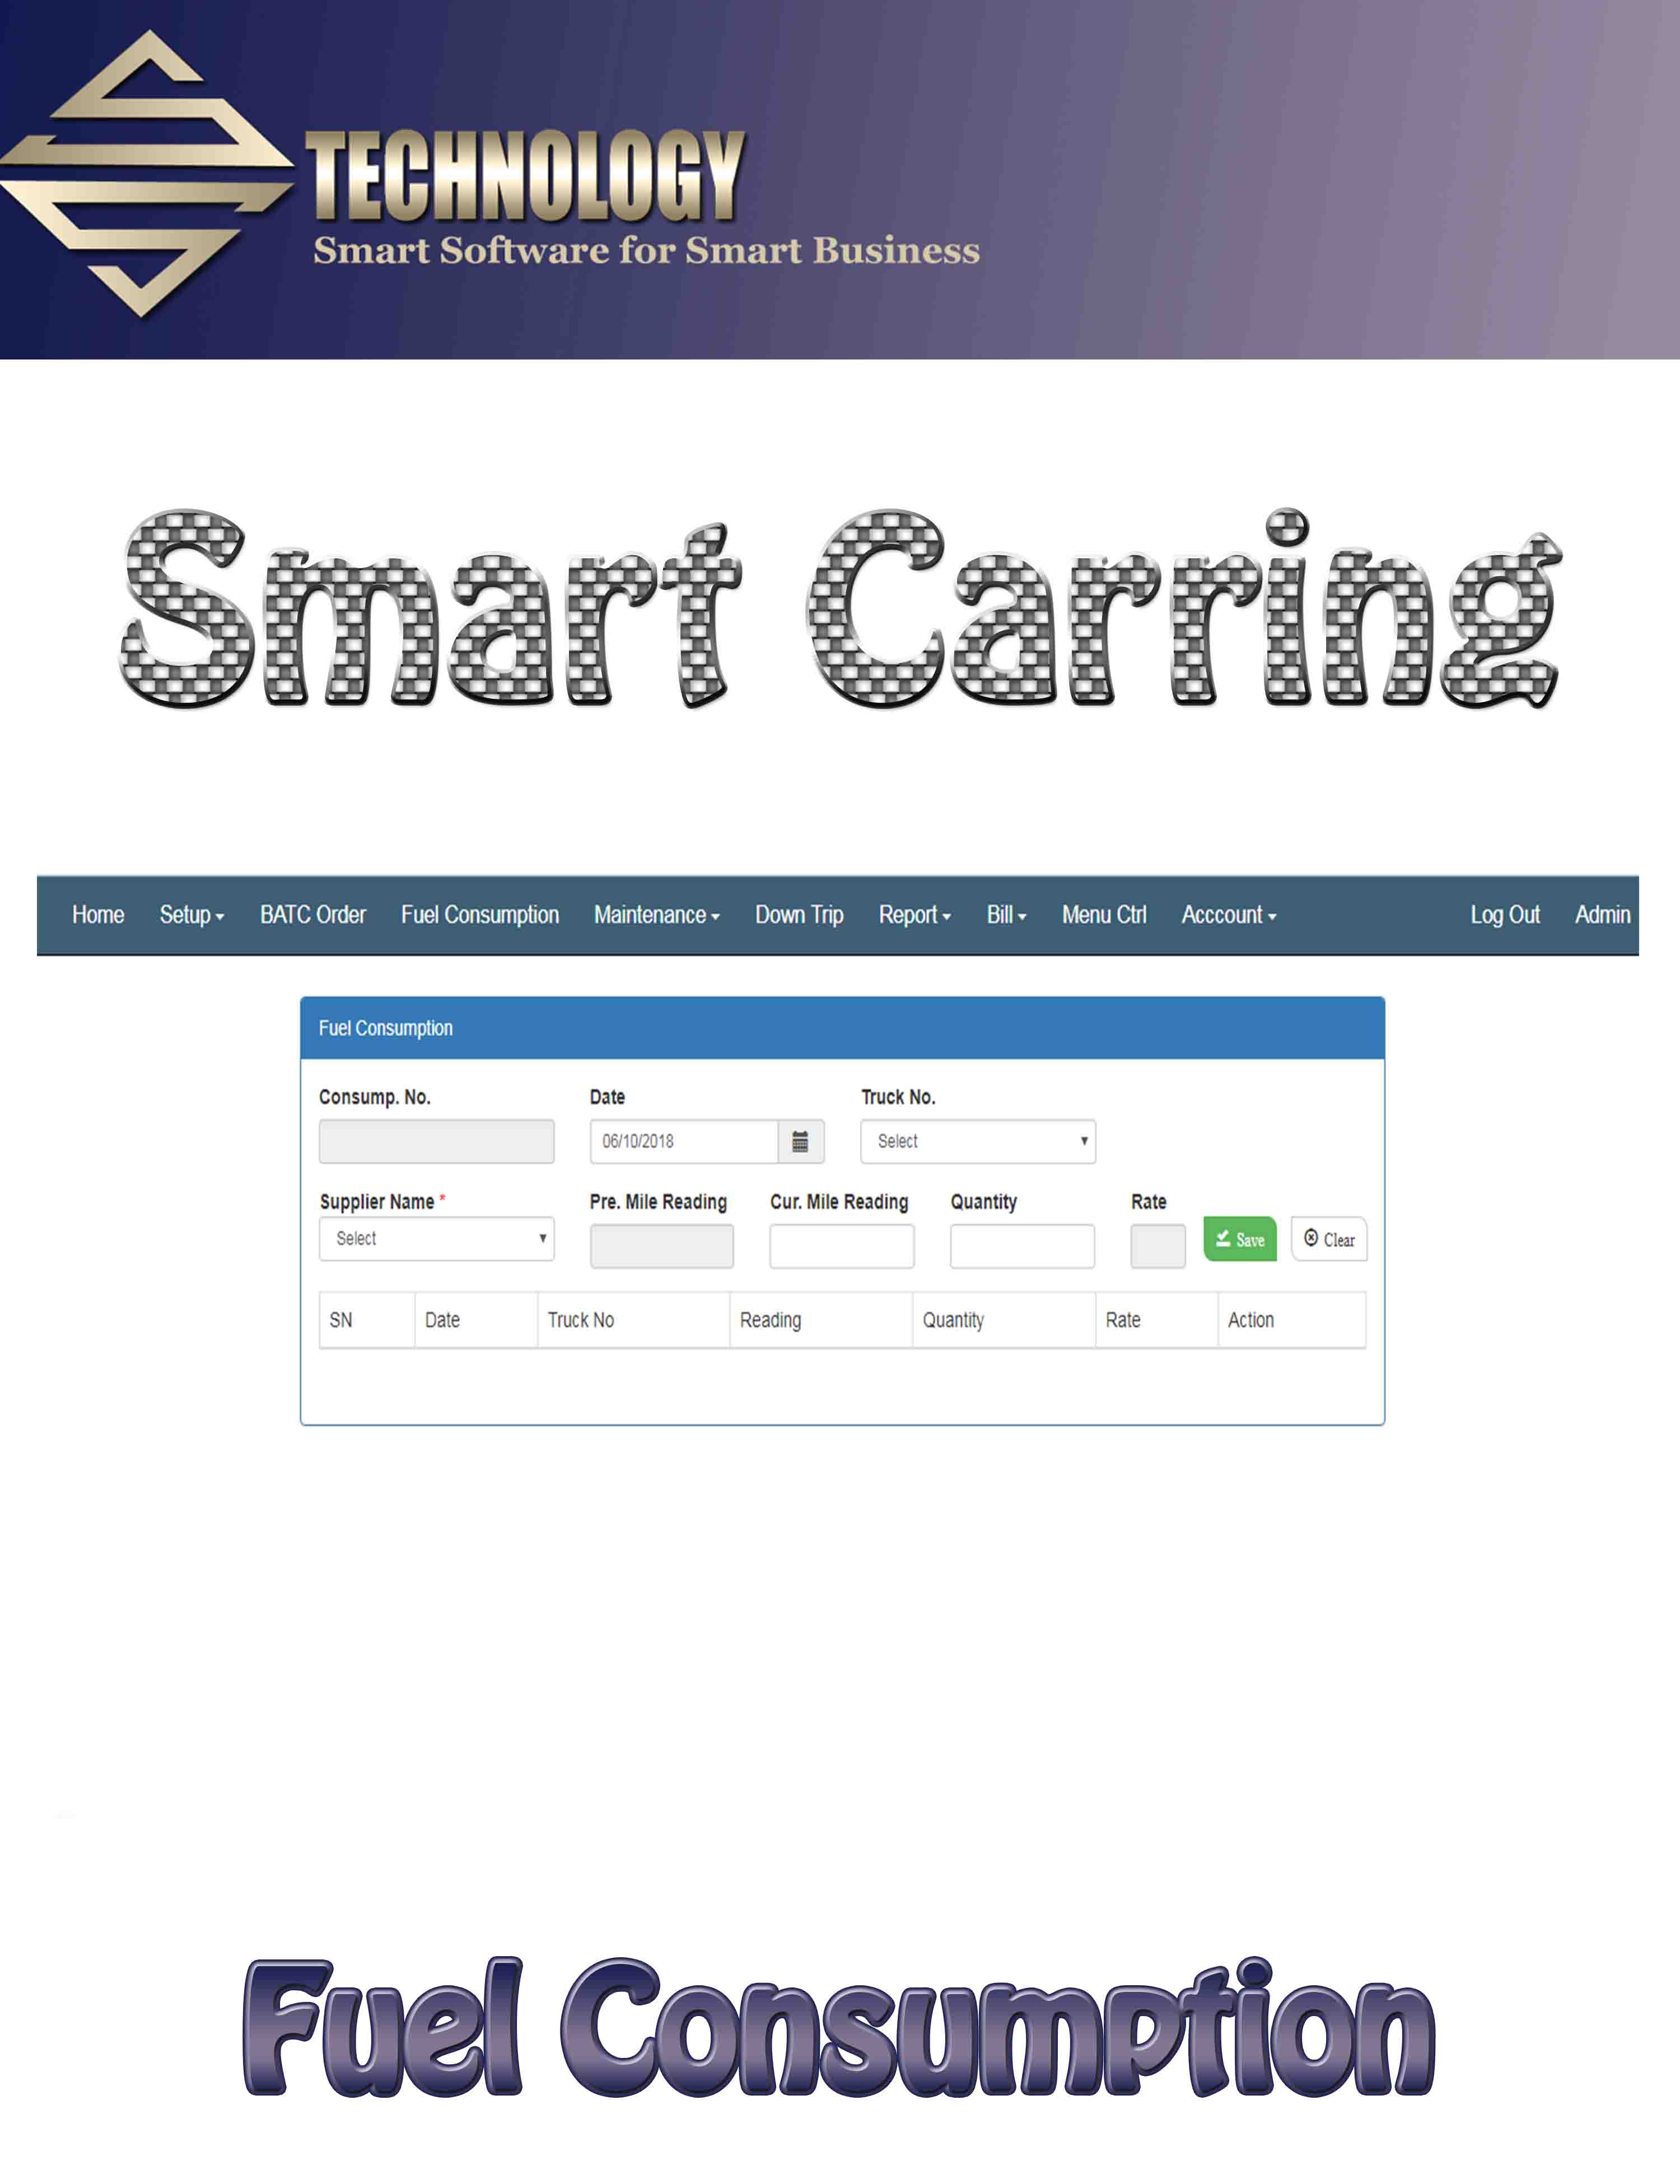 TECHNOLOGY
Smart Software for Smart Business
Smart Carring
Home Setup BATC Order Fuel Consumption Maintenance Down Trip Report Bill Menu Ctrl Acccount Log Out Admin
Fuel Consumption
Consump. No. Date Truck No.
06/10/2018 Select
Supplier Name * Pre. Mile Reading Cur. Mile Reading Quantity Rate
Select Save Clear
SN Date Truck No Reading Quantity Rate Action
Fuel Consumption